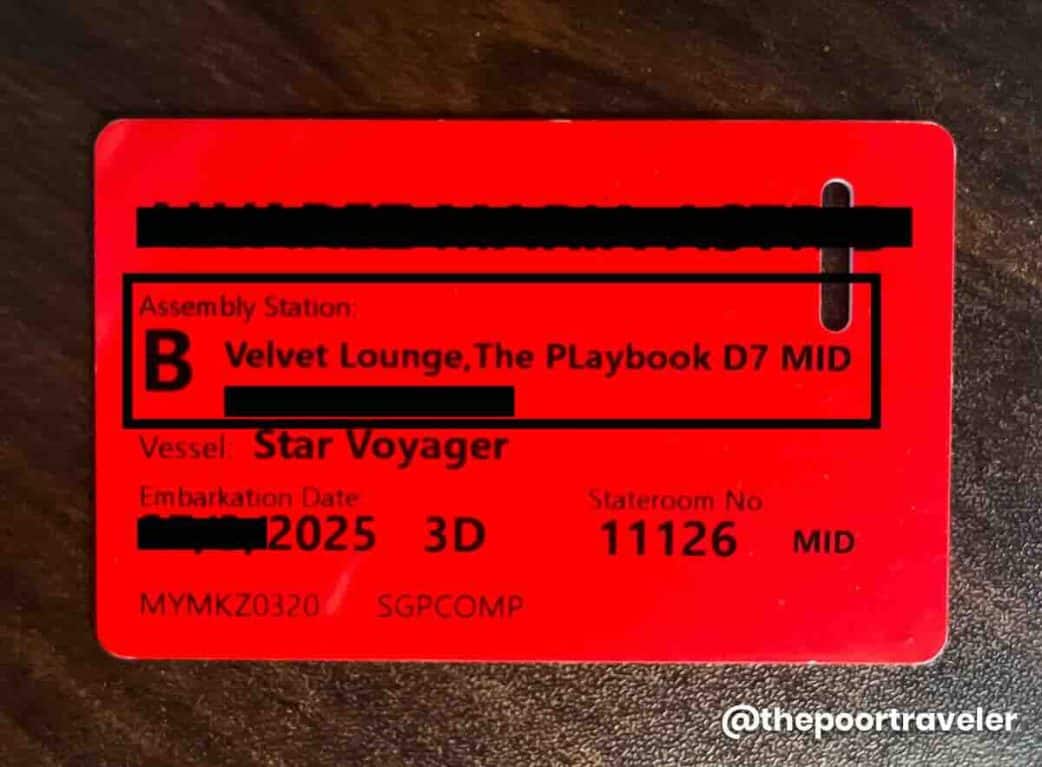 Assembly Station:
B Velvet Lounge,The PLaybook D7 MID
Vessel: Star Voyager
Embarkation Date Stateroom No
2025 3D 11126 MID
MYMKZ0320 SGPCOMP
@thepoortraveler